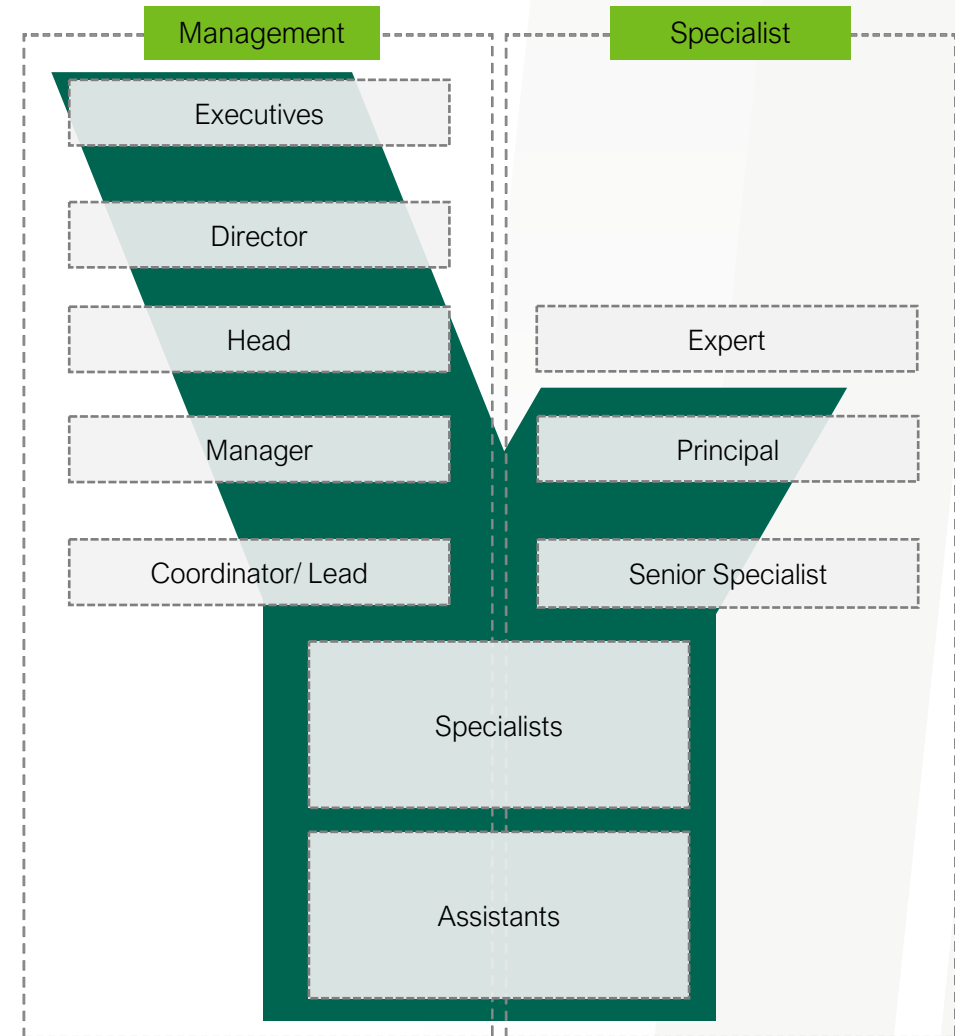 Management
Specialist
Executives
Director
Head
Expert
Manager
Principal
Coordinator/ Lead
Senior Specialist
Specialists
Assistants